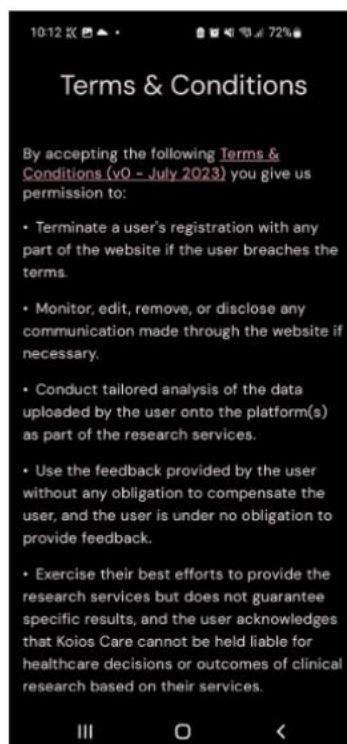 10:12
72%
Terms & Conditions
By accepting the following Terms &
Conditions (v0 - July 2023) you give us
permission to:
• Terminate a user's registration with any
part of the website if the user breaches the
terms.
• Monitor, edit, remove, or disclose any
communication made through the website if
necessary.
• Conduct tailored analysis of the data
uploaded by the user onto the platform(s)
as part of the research services.
• Use the feedback provided by the user
without any obligation to compensate the
user, and the user is under no obligation to
provide feedback.
• Exercise their best efforts to provide the
research services but does not guarantee
specific results, and the user acknowledges
that Koios Care cannot be held liable for
healthcare decisions or outcomes of clinical
research based on their services.